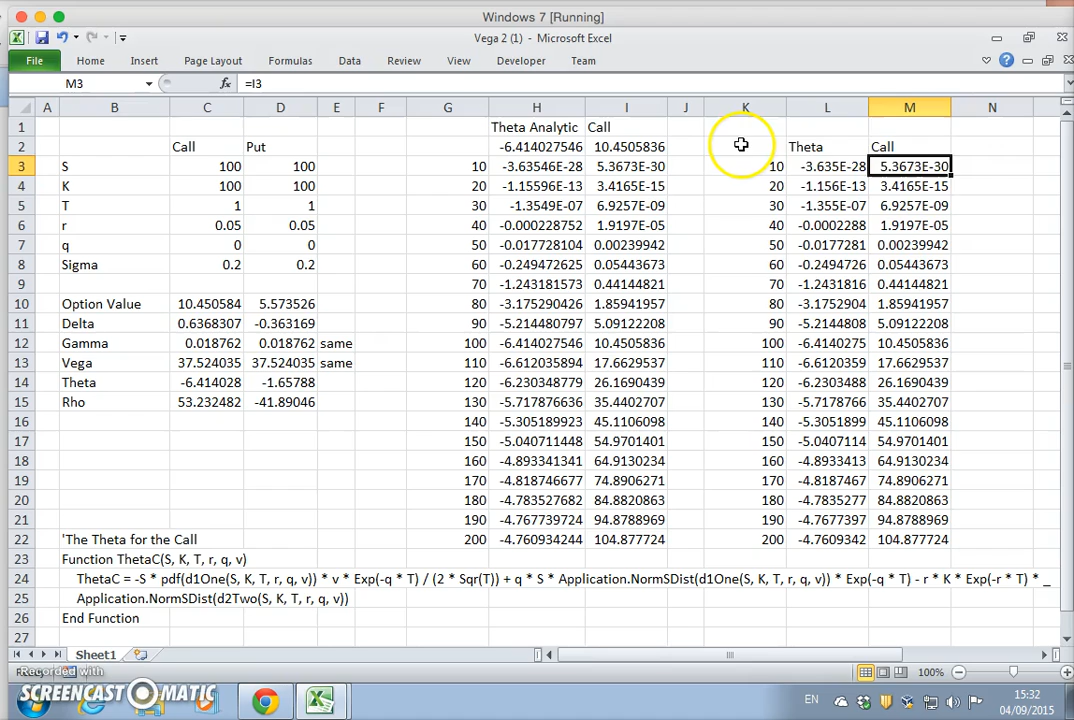 Windows 7 [Running]
Vega 2 (1) - Microsoft Excel
File Home Insert Page Layout Formulas Data Review View Developer Team
M3 fx =I3
A B C D E F G H I J K L M N
1 Theta Analytic Call
2 Call Put -6.414027546 10.4505836 Theta Call
3 S 100 100 10 -3.63546E-28 5.3673E-30 10 -3.635E-28 5.3673E-30
4 K 100 100 20 -1.15596E-13 3.4165E-15 20 -1.156E-13 3.4165E-15
5 T 1 1 30 -1.3549E-07 6.9257E-09 30 -1.355E-07 6.9257E-09
6 r 0.05 0.05 40 -0.000228752 1.9197E-05 40 -0.0002288 1.9197E-05
7 q 0 0 50 -0.017728104 0.00239942 50 -0.0177281 0.00239942
8 Sigma 0.2 0.2 60 -0.249472625 0.05443673 60 -0.2494726 0.05443673
9 70 -1.243181573 0.44144821 70 -1.2431816 0.44144821
10 Option Value 10.450584 5.573526 80 -3.175290426 1.85941957 80 -3.1752904 1.85941957
11 Delta 0.6368307 -0.363169 90 -5.214480797 5.09122208 90 -5.2144808 5.09122208
12 Gamma 0.018762 0.018762 same 100 -6.414027546 10.4505836 100 -6.4140275 10.4505836
13 Vega 37.524035 37.524035 same 110 -6.612035894 17.6629537 110 -6.6120359 17.6629537
14 Theta -6.414028 -1.65788 120 -6.230348779 26.1690439 120 -6.2303488 26.1690439
15 Rho 53.232482 -41.89046 130 -5.717876636 35.4402707 130 -5.7178766 35.4402707
16 140 -5.305189923 45.1106098 140 -5.3051899 45.1106098
17 150 -5.040711448 54.9701401 150 -5.0407114 54.9701401
18 160 -4.893341341 64.9130234 160 -4.8933413 64.9130234
19 170 -4.818746677 74.8906271 170 -4.8187467 74.8906271
20 180 -4.783527682 84.8820634 180 -4.7835277 84.8820634
21 190 -4.767739724 94.8788969 190 -4.7677397 94.8788969
22 'The Theta for the Call 200 -4.760934244 104.877724 200 -4.7609342 104.877724
23 Function ThetaC(S, K, T, r, q, v)
24 ThetaC = -S * pdf(d1One(S, K, T, r, q, v)) * v * Exp(-q * T) / (2 * Sqr(T)) + q * S * Application.NormSDist(d1One(S, K, T, r, q, v)) * Exp(-q * T) - r * K * Exp(-r * T) * _
25 Application.NormSDist(d2Two(S, K, T, r, q, v))
26 End Function
27
Sheet1
Recorded with 100%
SCREENCAST-O-MATIC
EN 15:32
04/09/2015